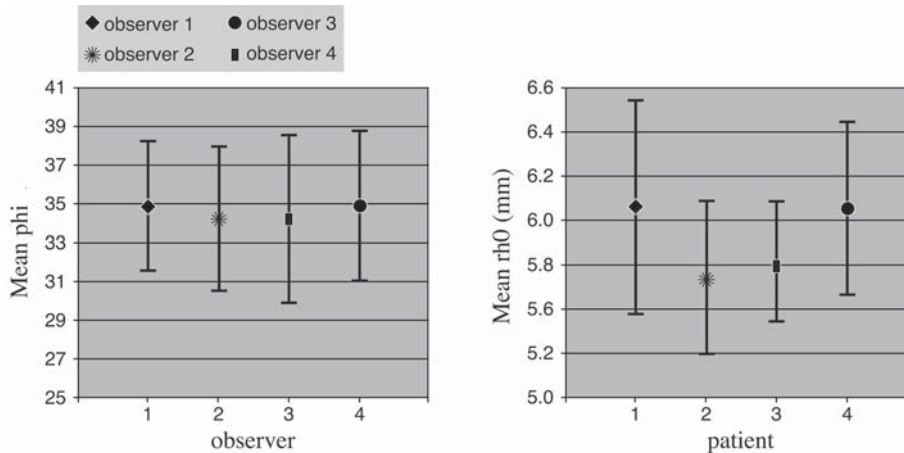 observer 1 observer 3
observer 2 observer 4
41
39
37
35
33
31
29
27
25
Mean phi
1 2 3 4
observer
6.6
6.4
6.2
6.0
5.8
5.6
5.2
5.0
Mean rh0 (mm)
1 2 3 4
patient